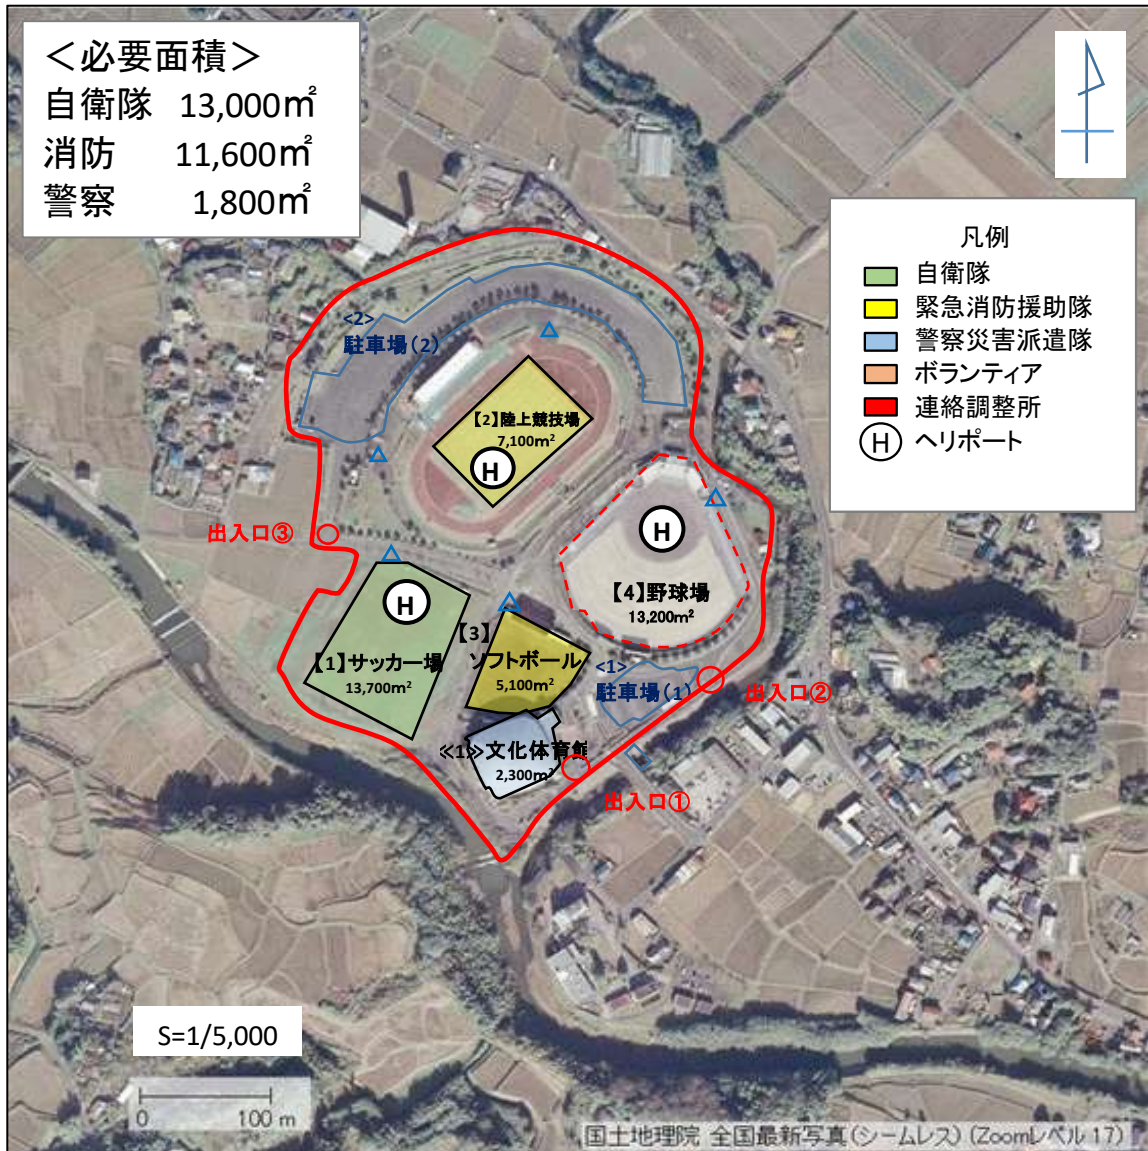 ＜必要面積＞
自衛隊 13,000㎡
消防 11,600㎡
警察 1,800㎡
凡例
自衛隊
緊急消防援助隊
警察災害派遣隊
ボランティア
連絡調整所
H ヘリポート
<2>
駐車場(2)
【2】陸上競技場
7,100m²
H
出入口③
H
【4】野球場
13,200m²
H
【3】
ソフトボール
5,100m²
【1】サッカー場
13,700m²
<1>
駐車場(1)
出入口②
≪1≫文化体育館
2,300m²
出入口①
S=1/5,000
0 100 m
国土地理院 全国最新写真(シームレス) (Zoomレベル 17)